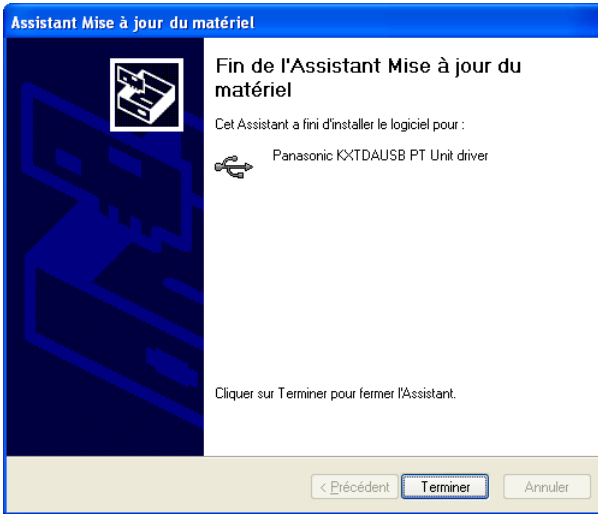 Assistant Mise à jour du matériel
Fin de l'Assistant Mise à jour du
matériel
Cet Assistant a fini d'installer le logiciel pour :
Panasonic KXTDAUSB PT Unit driver
Cliquer sur Terminer pour fermer l'Assistant.
< Précédent Terminer Annuler